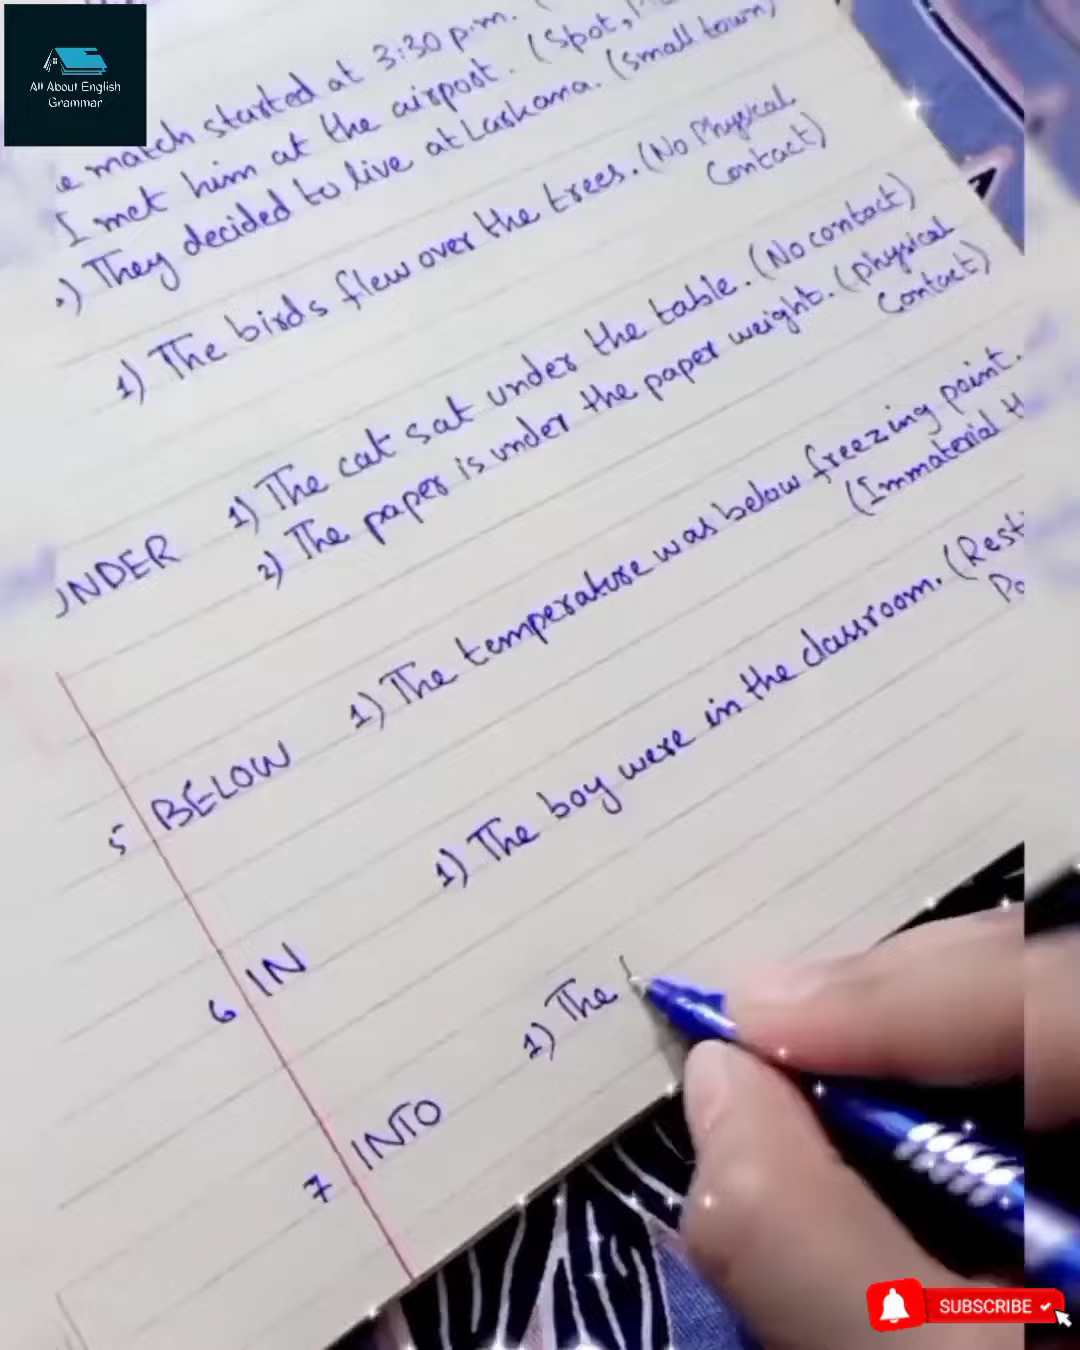 All About English
Grammar
e match started at 3:30 p.m. (
I met him at the airport. (Spot,
) They decided to live at Larkana. (Small town)
1) The birds flew over the trees. (No Physical
Contact)
UNDER 1) The cat sat under the table. (No contact)
2) The paper is under the paper weight. (physical
Contact)
5 BELOW 1) The temperature was below freezing point.
(Immaterial
6 IN 1) The boy were in the classroom. (Rest
Po
7 INTO 1) The
SUBSCRIBE